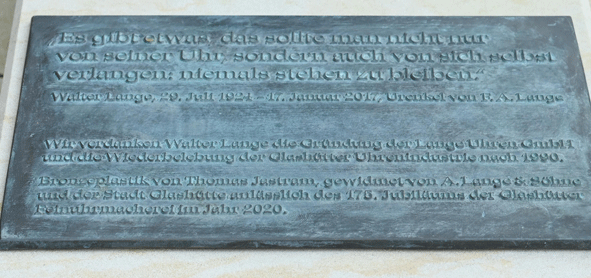 „Es gibt etwas, das sollte man nicht nur
von seiner Uhr, sondern auch von sich selbst
verlangen: niemals stehen zu bleiben.“
Walter Lange, 29. Juli 1924 - 17. Januar 2017, Urenkel von F. A. Lange
Wir verdanken Walter Lange die Gründung der Lange Uhren GmbH
und die Wiederbelebung der Glashütter Uhrenindustrie nach 1990.
Bronzeplastik von Thomas Jastram, gewidmet von A. Lange & Söhne
und der Stadt Glashütte anlässlich des 175. Jubiläums der Glashütter
Feinuhrmacherei im Jahr 2020.